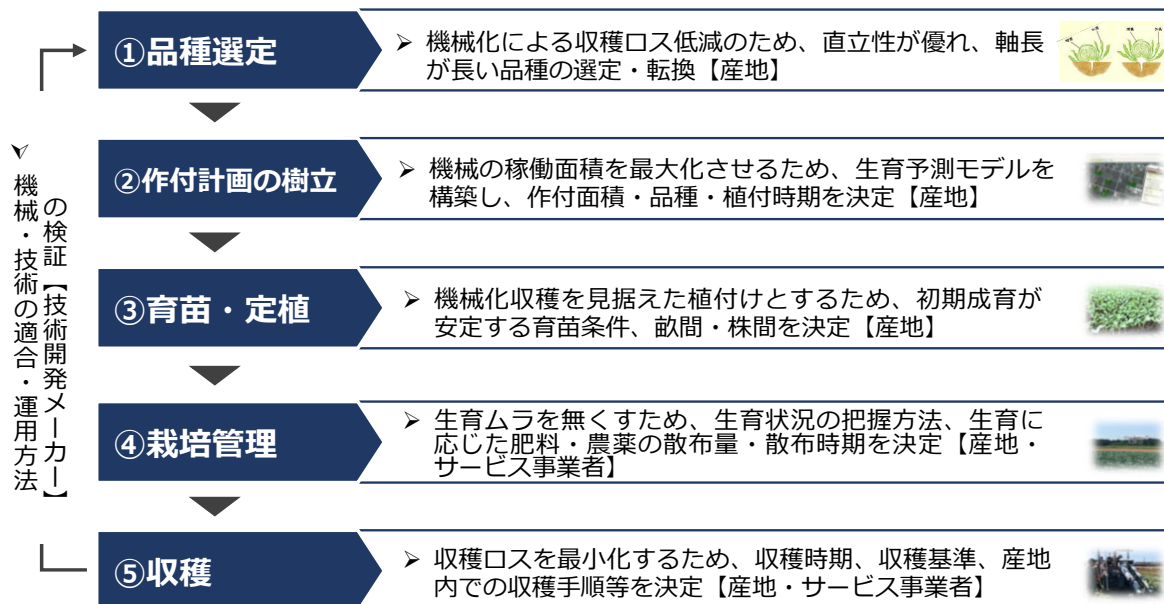 ①品種選定
➢ 機械化による収穫ロス低減のため、直立性が優れ、軸長
が長い品種の選定・転換【産地】
②作付計画の樹立
➢ 機械の稼働面積を最大化させるため、生育予測モデルを
構築し、作付面積・品種・植付時期を決定【産地】
③育苗・定植
➢ 機械化収穫を見据えた植付けとするため、初期成育が
安定する育苗条件、畝間・株間を決定【産地】
④栽培管理
➢ 生育ムラを無くすため、生育状況の把握方法、生育に
応じた肥料・農薬の散布量・散布時期を決定【産地・
サービス事業者】
⑤収穫
➢ 収穫ロスを最小化するため、収穫時期、収穫基準、産地
内での収穫手順等を決定【産地・サービス事業者】
➢ 機械・技術の適合・運用方法
の検証【技術開発メーカー】